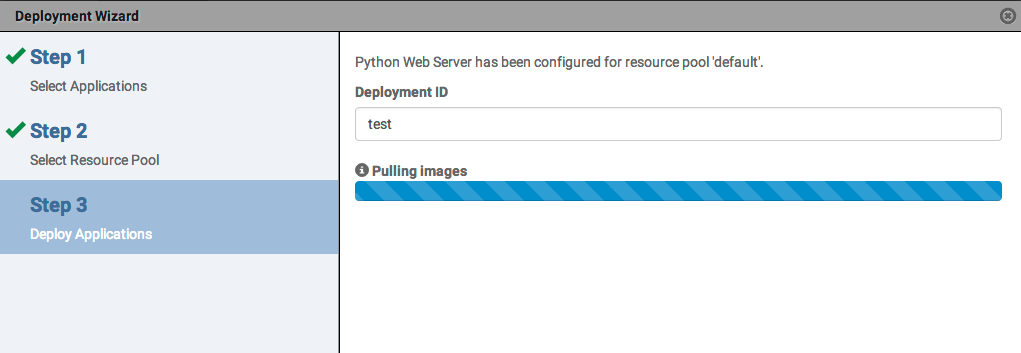 Deployment Wizard
Step 1
Select Applications
Step 2
Select Resource Pool
Step 3
Deploy Applications
Python Web Server has been configured for resource pool 'default'.
Deployment ID
test
Pulling images